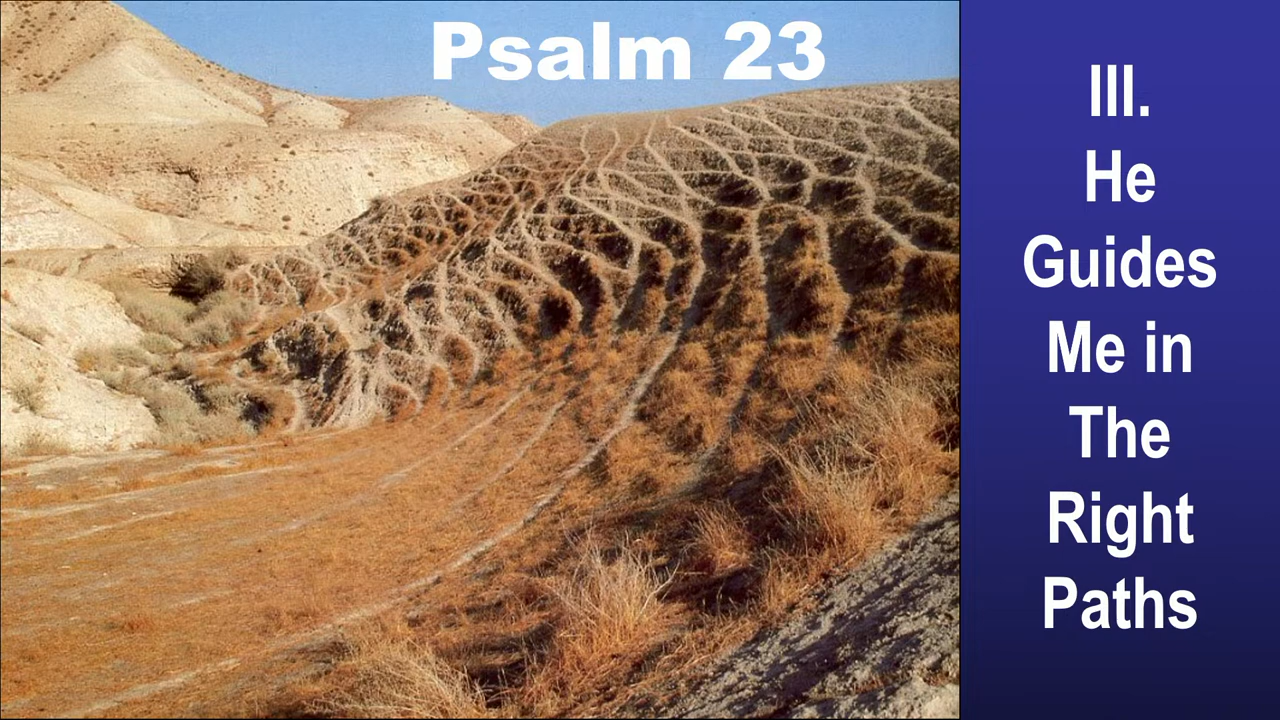 Psalm 23
III.
He
Guides
Me in
The
Right
Paths